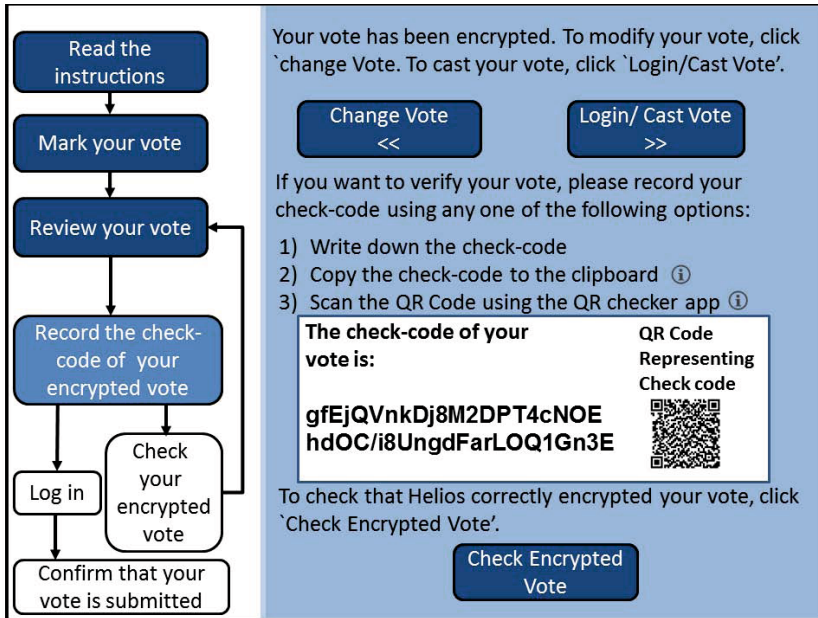 Read the
instructions
Mark your vote
Review your vote
Record the check-
code of your
encrypted vote
Check
your
encrypted
vote
Log in
Confirm that your
vote is submitted
Your vote has been encrypted. To modify your vote, click
`change Vote. To cast your vote, click `Login/Cast Vote’.
Change Vote
<<
Login/ Cast Vote
>>
If you want to verify your vote, please record your
check-code using any one of the following options:
1) Write down the check-code
2) Copy the check-code to the clipboard ⓘ
3) Scan the QR Code using the QR checker app ⓘ
The check-code of your
vote is:
gfEjQVnkDj8M2DPT4cNOE
hdOC/i8UngdFarLOQ1Gn3E
QR Code
Representing
Check code
To check that Helios correctly encrypted your vote, click
`Check Encrypted Vote’.
Check Encrypted
Vote